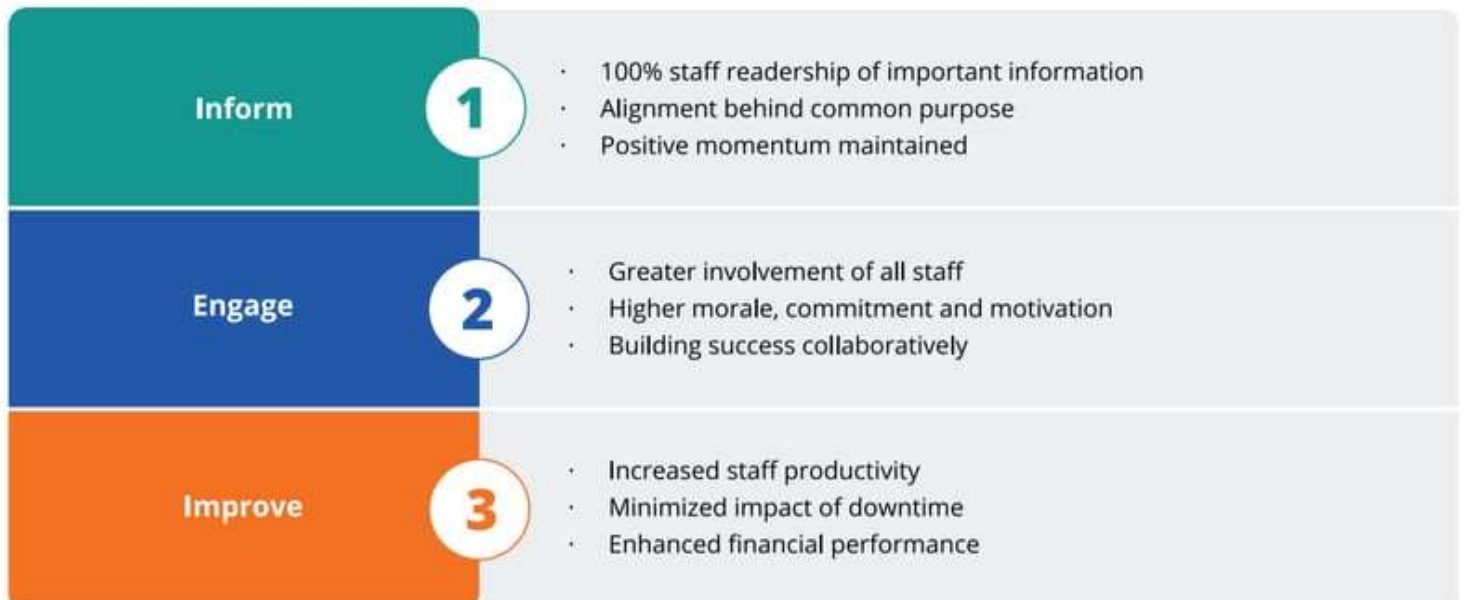 Inform
1
· 100% staff readership of important information
· Alignment behind common purpose
· Positive momentum maintained
Engage
2
· Greater involvement of all staff
· Higher morale, commitment and motivation
· Building success collaboratively
Improve
3
· Increased staff productivity
· Minimized impact of downtime
· Enhanced financial performance